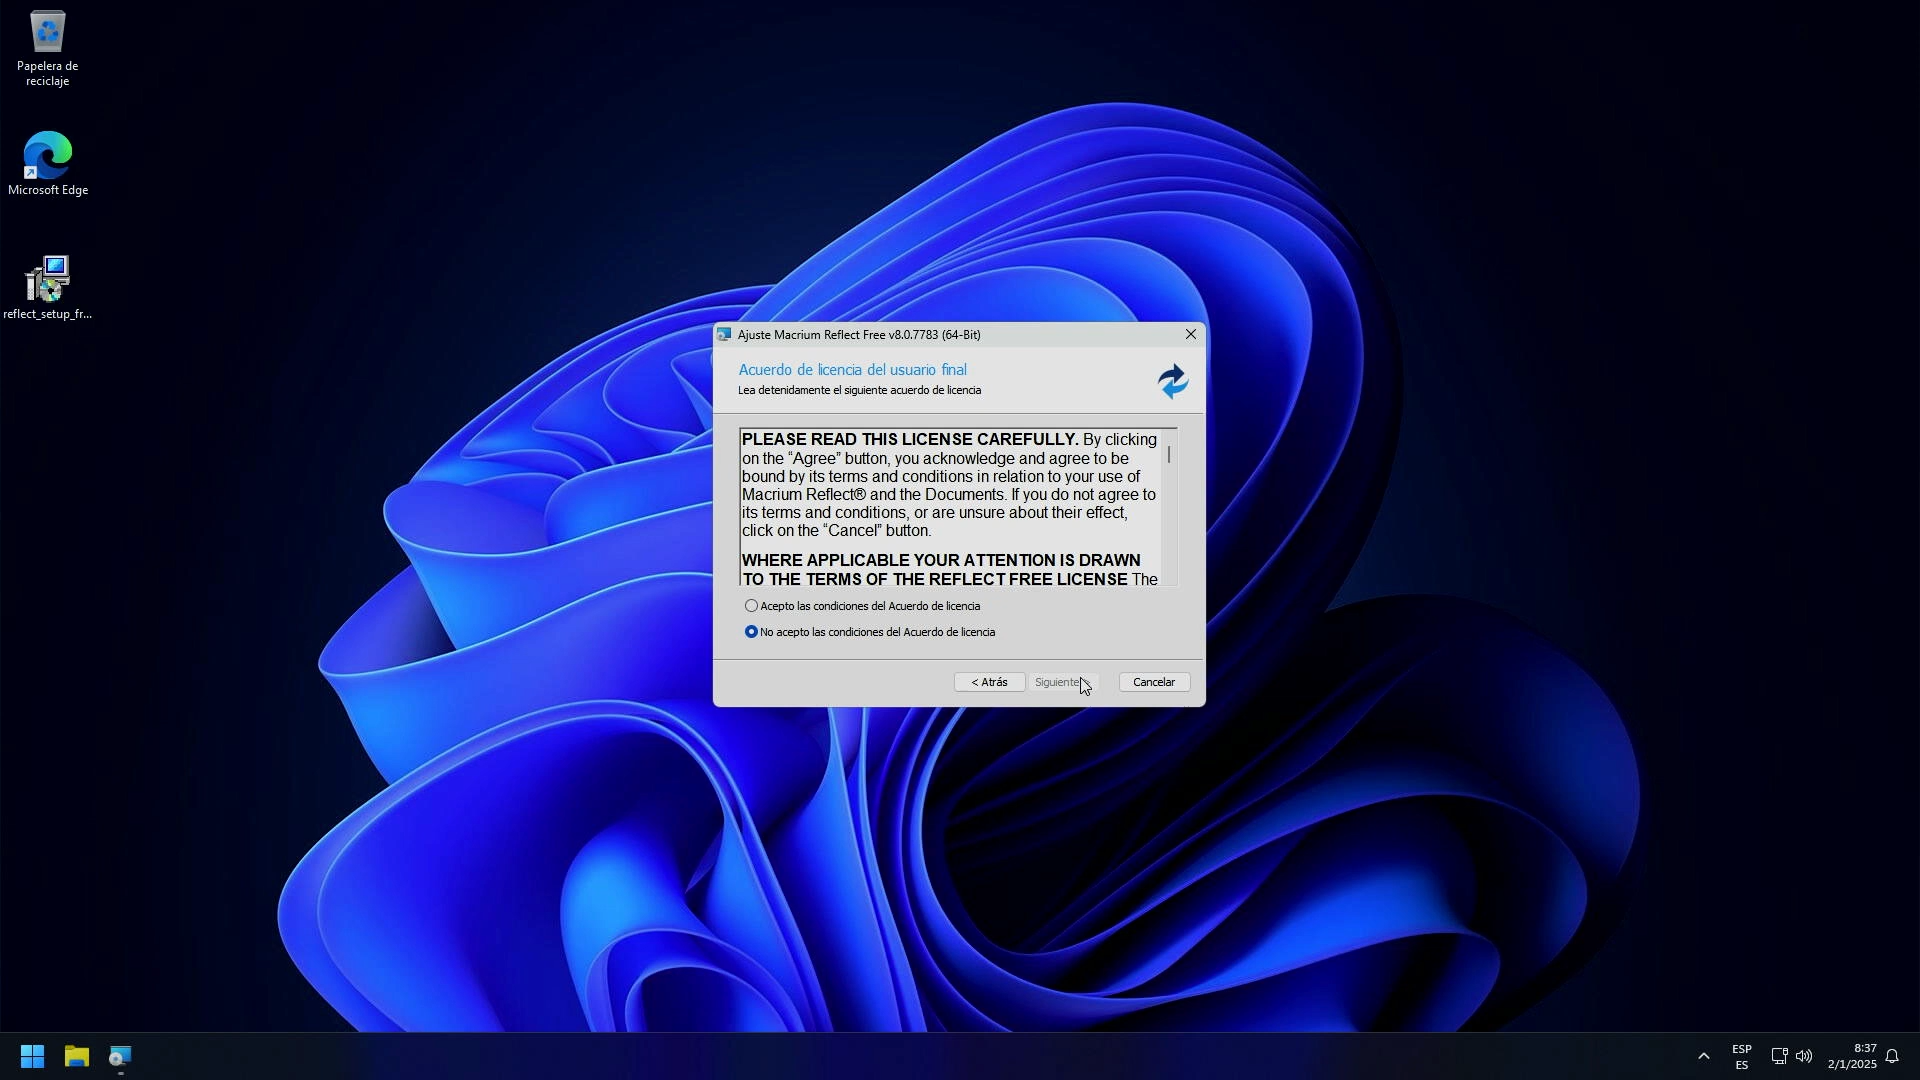 Papelera de
reciclaje
Microsoft Edge
reflect_setup_fr...
Ajuste Macrium Reflect Free v8.0.7783 (64-Bit)
Acuerdo de licencia del usuario final
Lea detenidamente el siguiente acuerdo de licencia
PLEASE READ THIS LICENSE CAREFULLY. By clicking
on the “Agree” button, you acknowledge and agree to be
bound by its terms and conditions in relation to your use of
Macrium Reflect® and the Documents. If you do not agree to
its terms and conditions, or are unsure about their effect,
click on the “Cancel” button.
WHERE APPLICABLE YOUR ATTENTION IS DRAWN
TO THE TERMS OF THE REFLECT FREE LICENSE The
Acepto las condiciones del Acuerdo de licencia
No acepto las condiciones del Acuerdo de licencia
< Atrás
Siguiente >
Cancelar
ESP
ES
8:37
2/1/2025